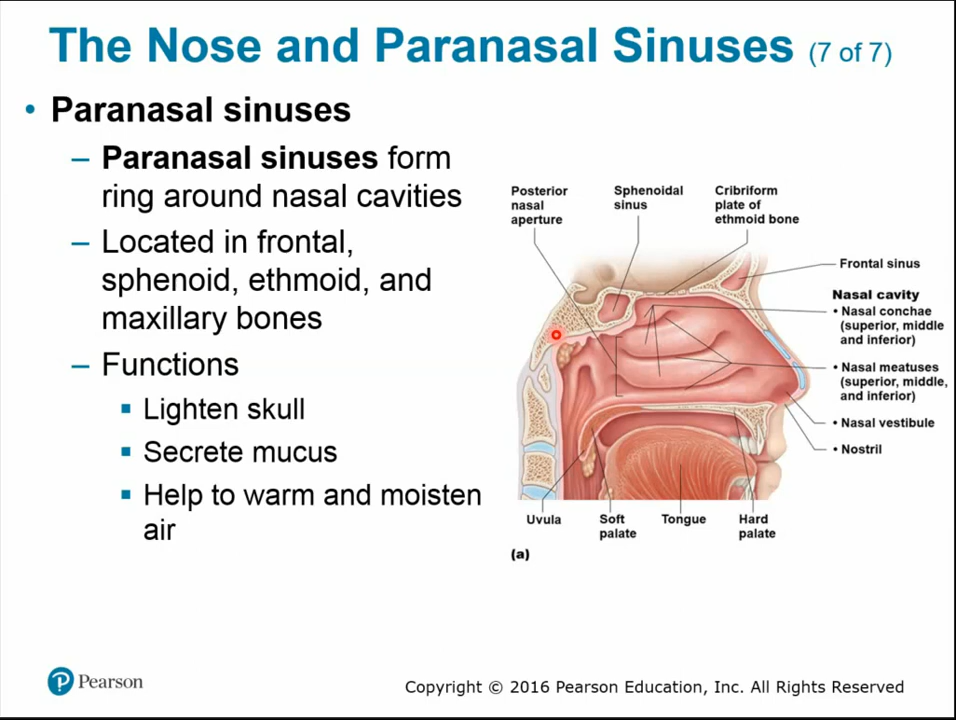 The Nose and Paranasal Sinuses (7 of 7)
• Paranasal sinuses
– Paranasal sinuses form
ring around nasal cavities
– Located in frontal,
sphenoid, ethmoid, and
maxillary bones
– Functions
▪ Lighten skull
▪ Secrete mucus
▪ Help to warm and moisten
air
Posterior
nasal
aperture
Sphenoidal
sinus
Cribriform
plate of
ethmoid bone
Frontal sinus
Nasal cavity
• Nasal conchae
(superior, middle
and inferior)
• Nasal meatuses
(superior, middle,
and inferior)
• Nasal vestibule
• Nostril
Uvula
Soft
palate
Tongue
Hard
palate
(a)
P Pearson
Copyright © 2016 Pearson Education, Inc. All Rights Reserved